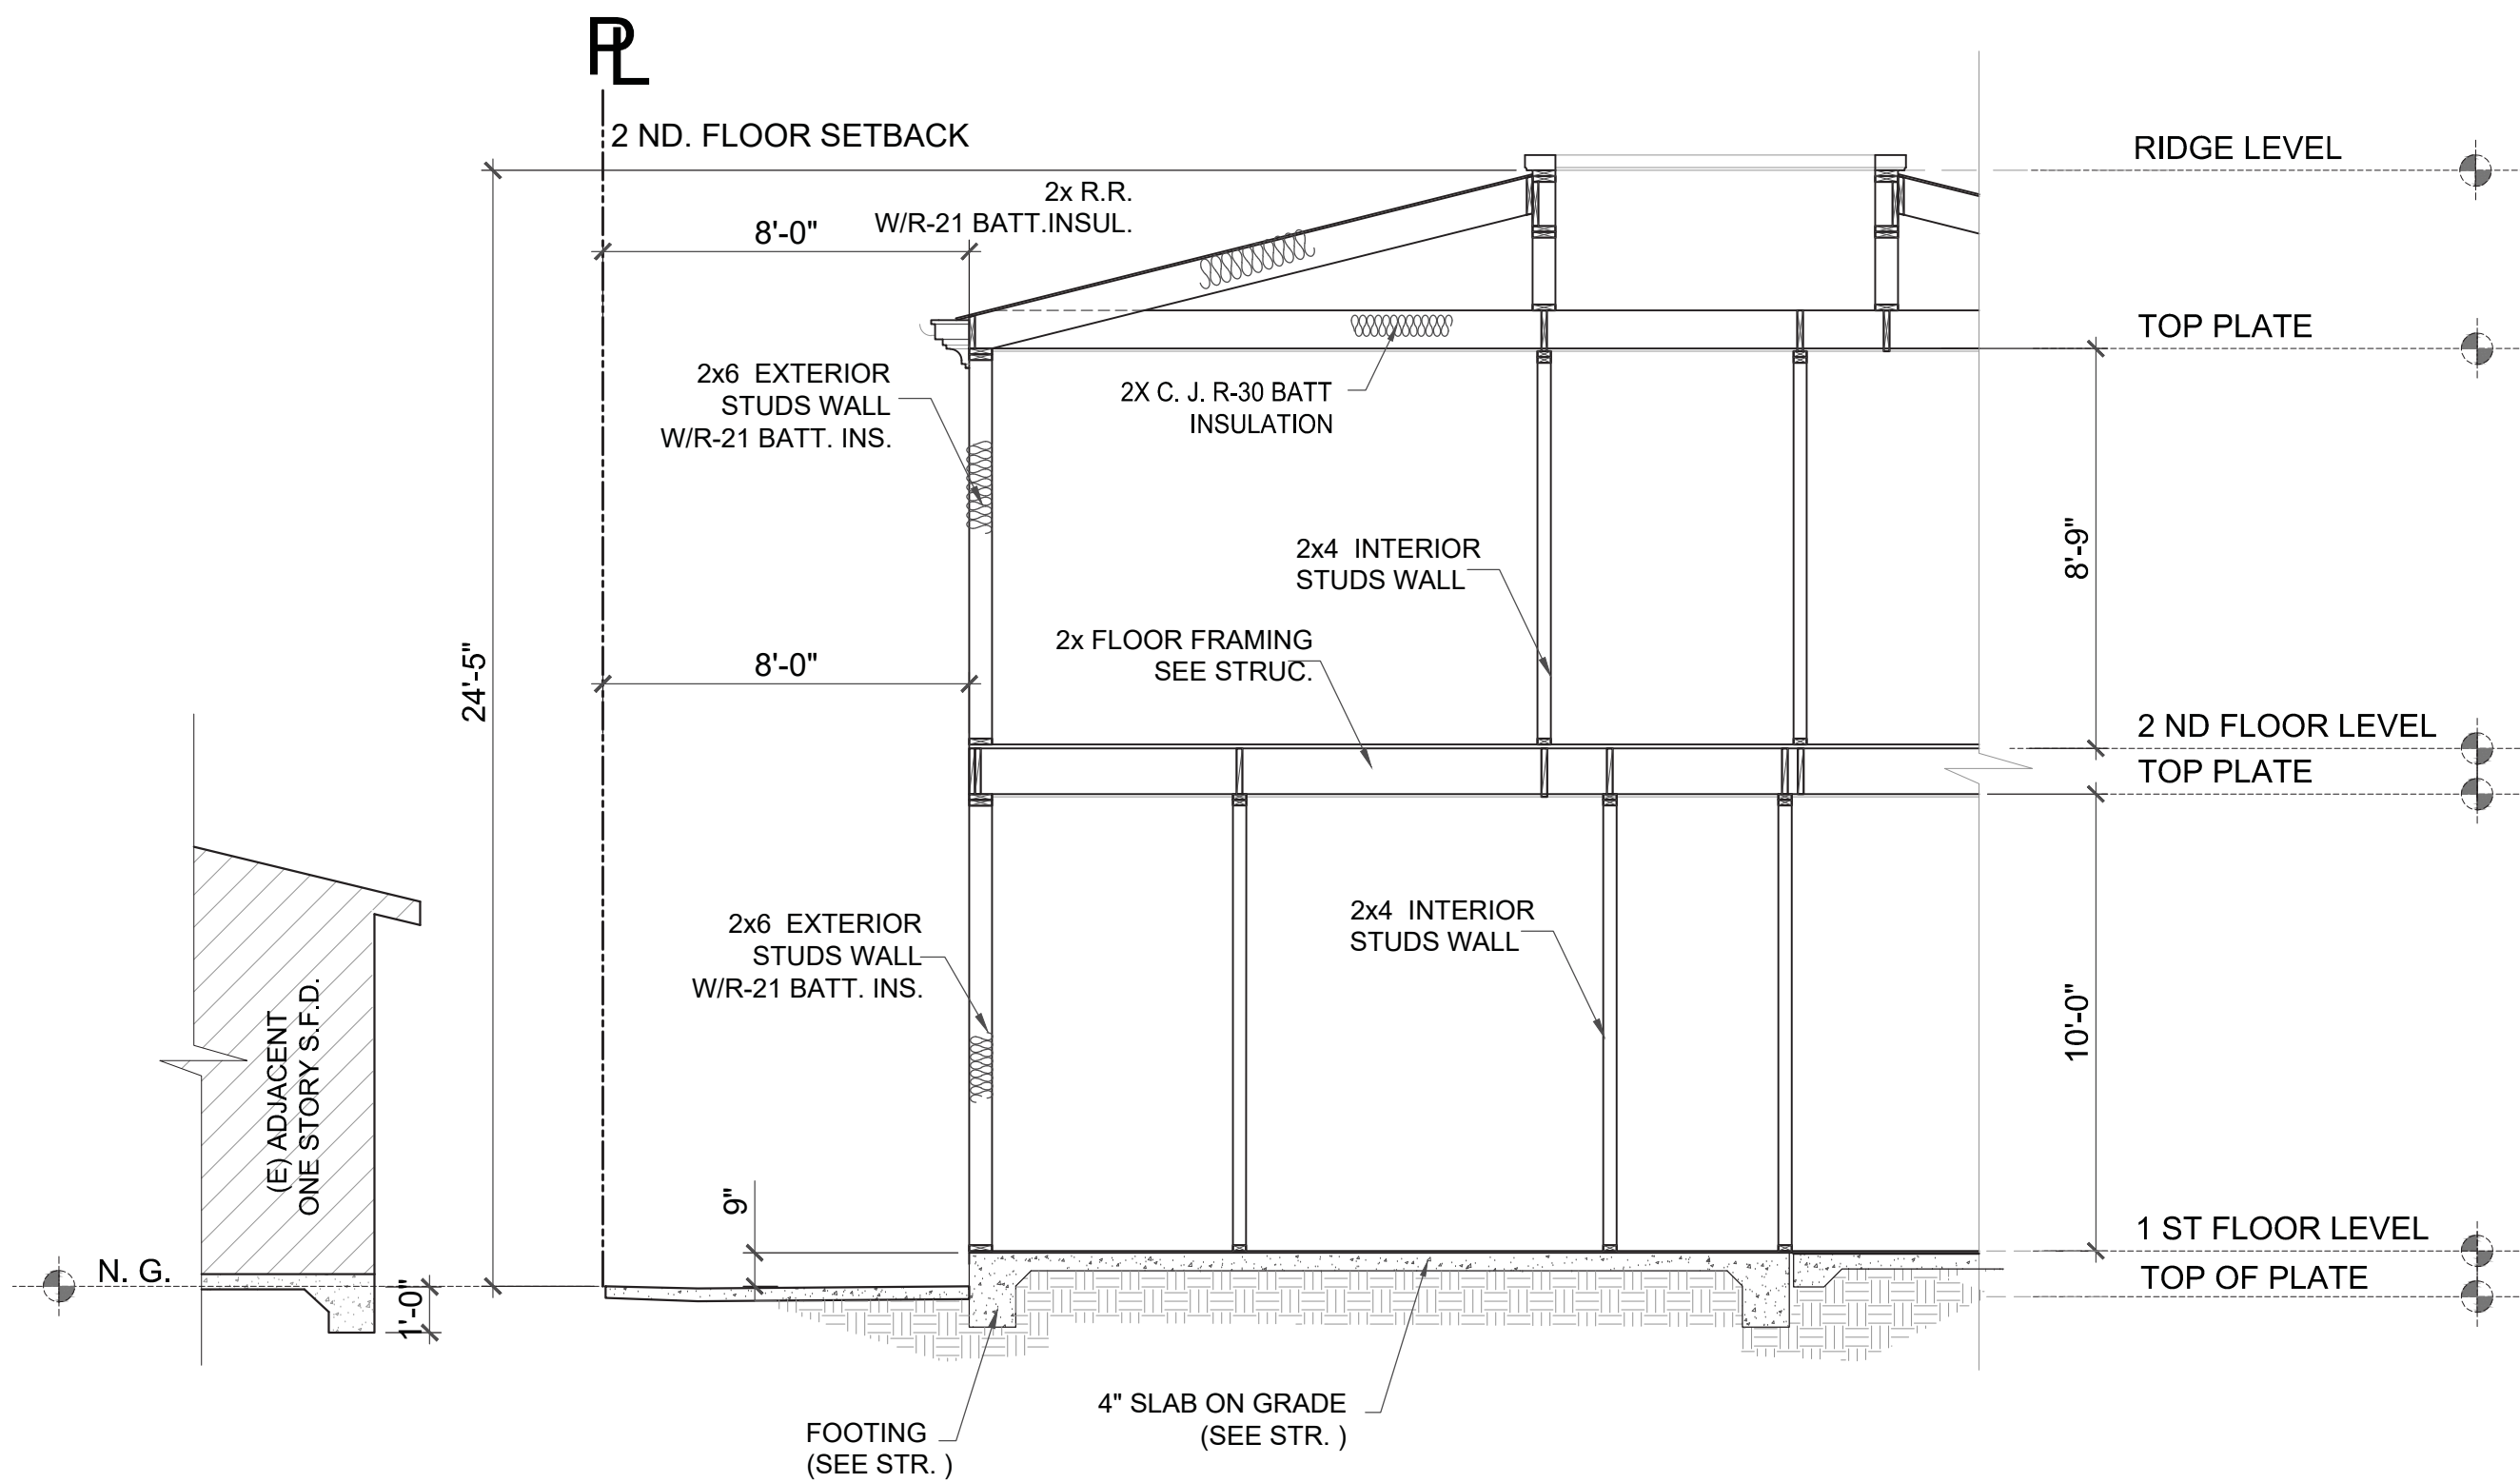 PL
2 ND. FLOOR SETBACK
RIDGE LEVEL
2x R.R.
W/R-21 BATT.INSUL.
8'-0"
TOP PLATE
2x6 EXTERIOR
STUDS WALL
W/R-21 BATT. INS.
2X C. J. R-30 BATT
INSULATION
8'-9"
2x4 INTERIOR
STUDS WALL
2x FLOOR FRAMING
SEE STRUC.
8'-0"
24'-5"
2 ND FLOOR LEVEL
TOP PLATE
2x6 EXTERIOR
STUDS WALL
W/R-21 BATT. INS.
2x4 INTERIOR
STUDS WALL
10'-0"
(E) ADJACENT
ONE STORY S.F.D.
9"
1 ST FLOOR LEVEL
N. G.
TOP OF PLATE
1'-0"
4" SLAB ON GRADE
(SEE STR. )
FOOTING
(SEE STR. )